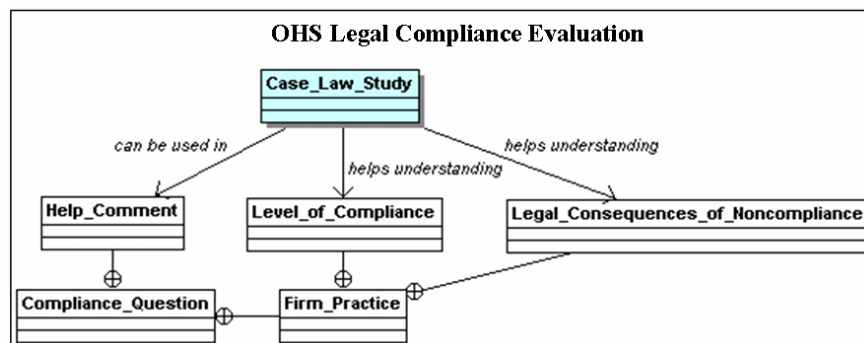 OHS Legal Compliance Evaluation
Case_Law_Study
can be used in
helps understanding
helps understanding
Help_Comment
Level_of_Compliance
Legal_Consequences_of_Noncompliance
Compliance_Question
Firm_Practice